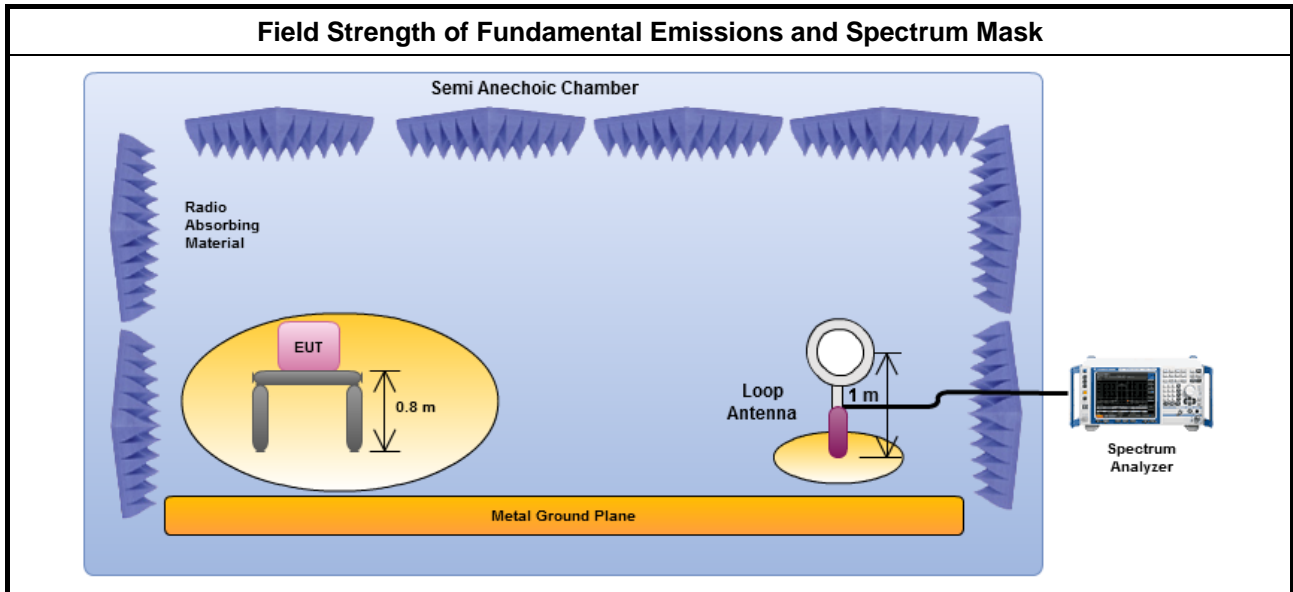 Field Strength of Fundamental Emissions and Spectrum Mask
Semi Anechoic Chamber
Radio
Absorbing
Material
EUT
0.8 m
Loop
Antenna
1 m
Spectrum
Analyzer
Metal Ground Plane